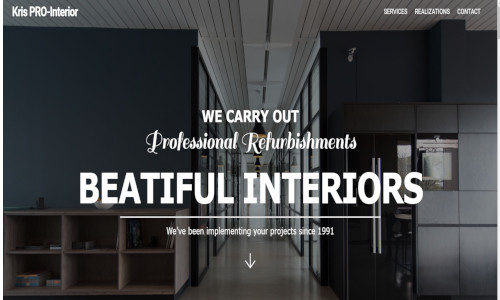 Kris PRO-Interior
SERVICES REALIZATIONS CONTACT
WE CARRY OUT
Professional Refurbishments
BEATIFUL INTERIORS
We've been implementing your projects since 1991